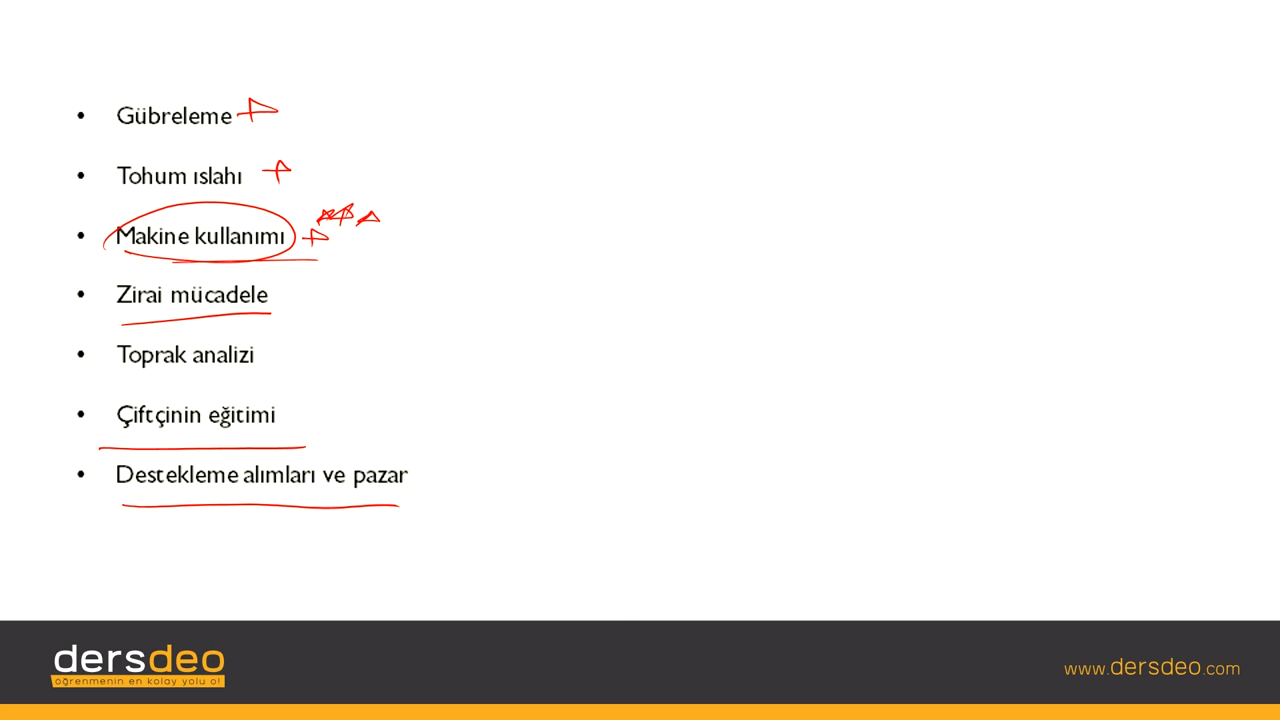 • Gübreleme
• Tohum ıslahı
• Makine kullanımı
• Zirai mücadele
• Toprak analizi
• Çiftçinin eğitimi
• Destekleme alımları ve pazar
dersdeo
öğrenmenin en kolay yolu o!
www.dersdeo.com